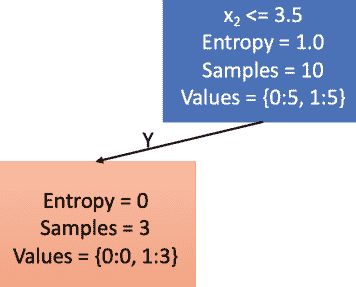 x₂ <= 3.5
Entropy = 1.0
Samples = 10
Values = {0:5, 1:5}
Y
Entropy = 0
Samples = 3
Values = {0:0, 1:3}